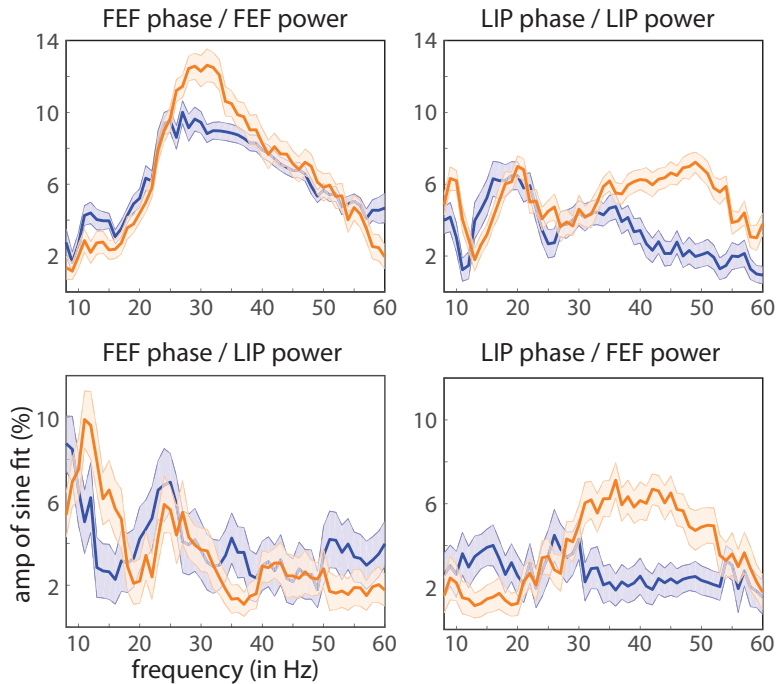 FEF phase / FEF power
LIP phase / LIP power
14
10
6
2
10 20 30 40 50 60
14
10
6
2
10 20 30 40 50 60
FEF phase / LIP power
LIP phase / FEF power
amp of sine fit (%)
10
6
2
10 20 30 40 50 60
frequency (in Hz)
10
6
2
10 20 30 40 50 60